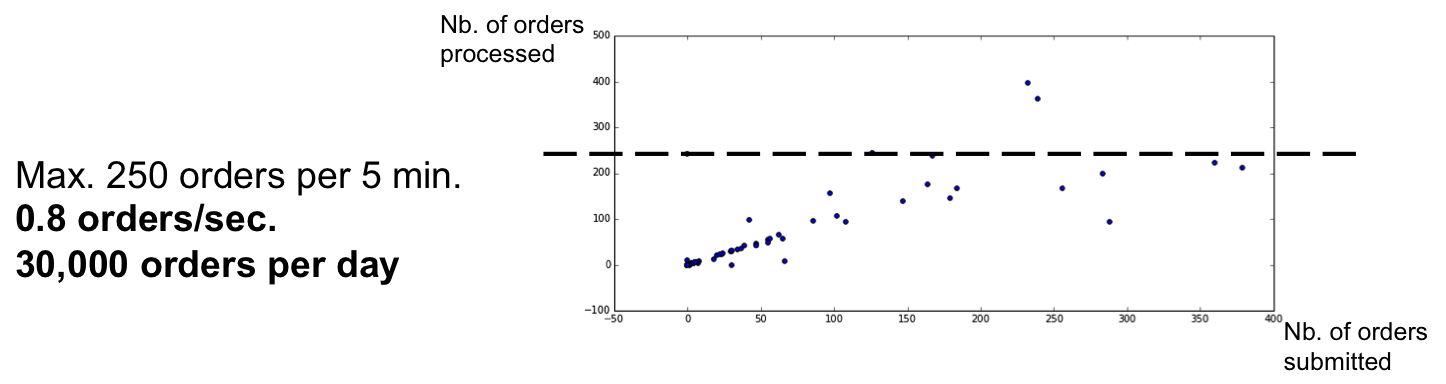 Nb. of orders
processed
500
400
300
200
100
0
−100
−50
0
50
100
150
200
250
300
350
400
Nb. of orders
submitted
Max. 250 orders per 5 min.
0.8 orders/sec.
30,000 orders per day